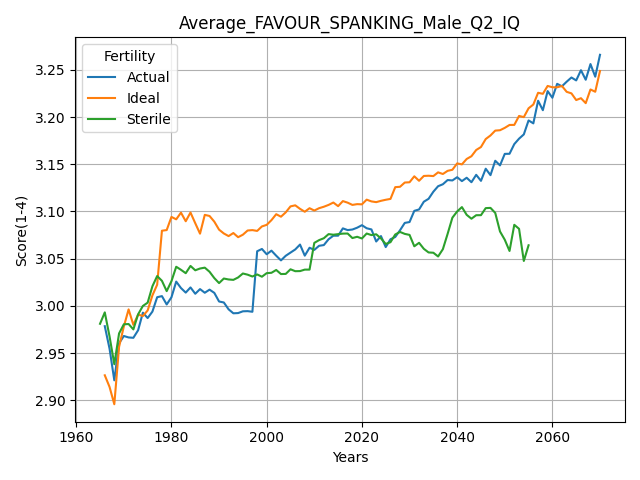 Average_FAVOUR_SPANKING_Male_Q2_IQ
Fertility
Actual
Ideal
Sterile
3.25
3.20
3.15
3.10
3.05
3.00
2.95
2.90
Score(1-4)
1960 1980 2000 2020 2040 2060
Years